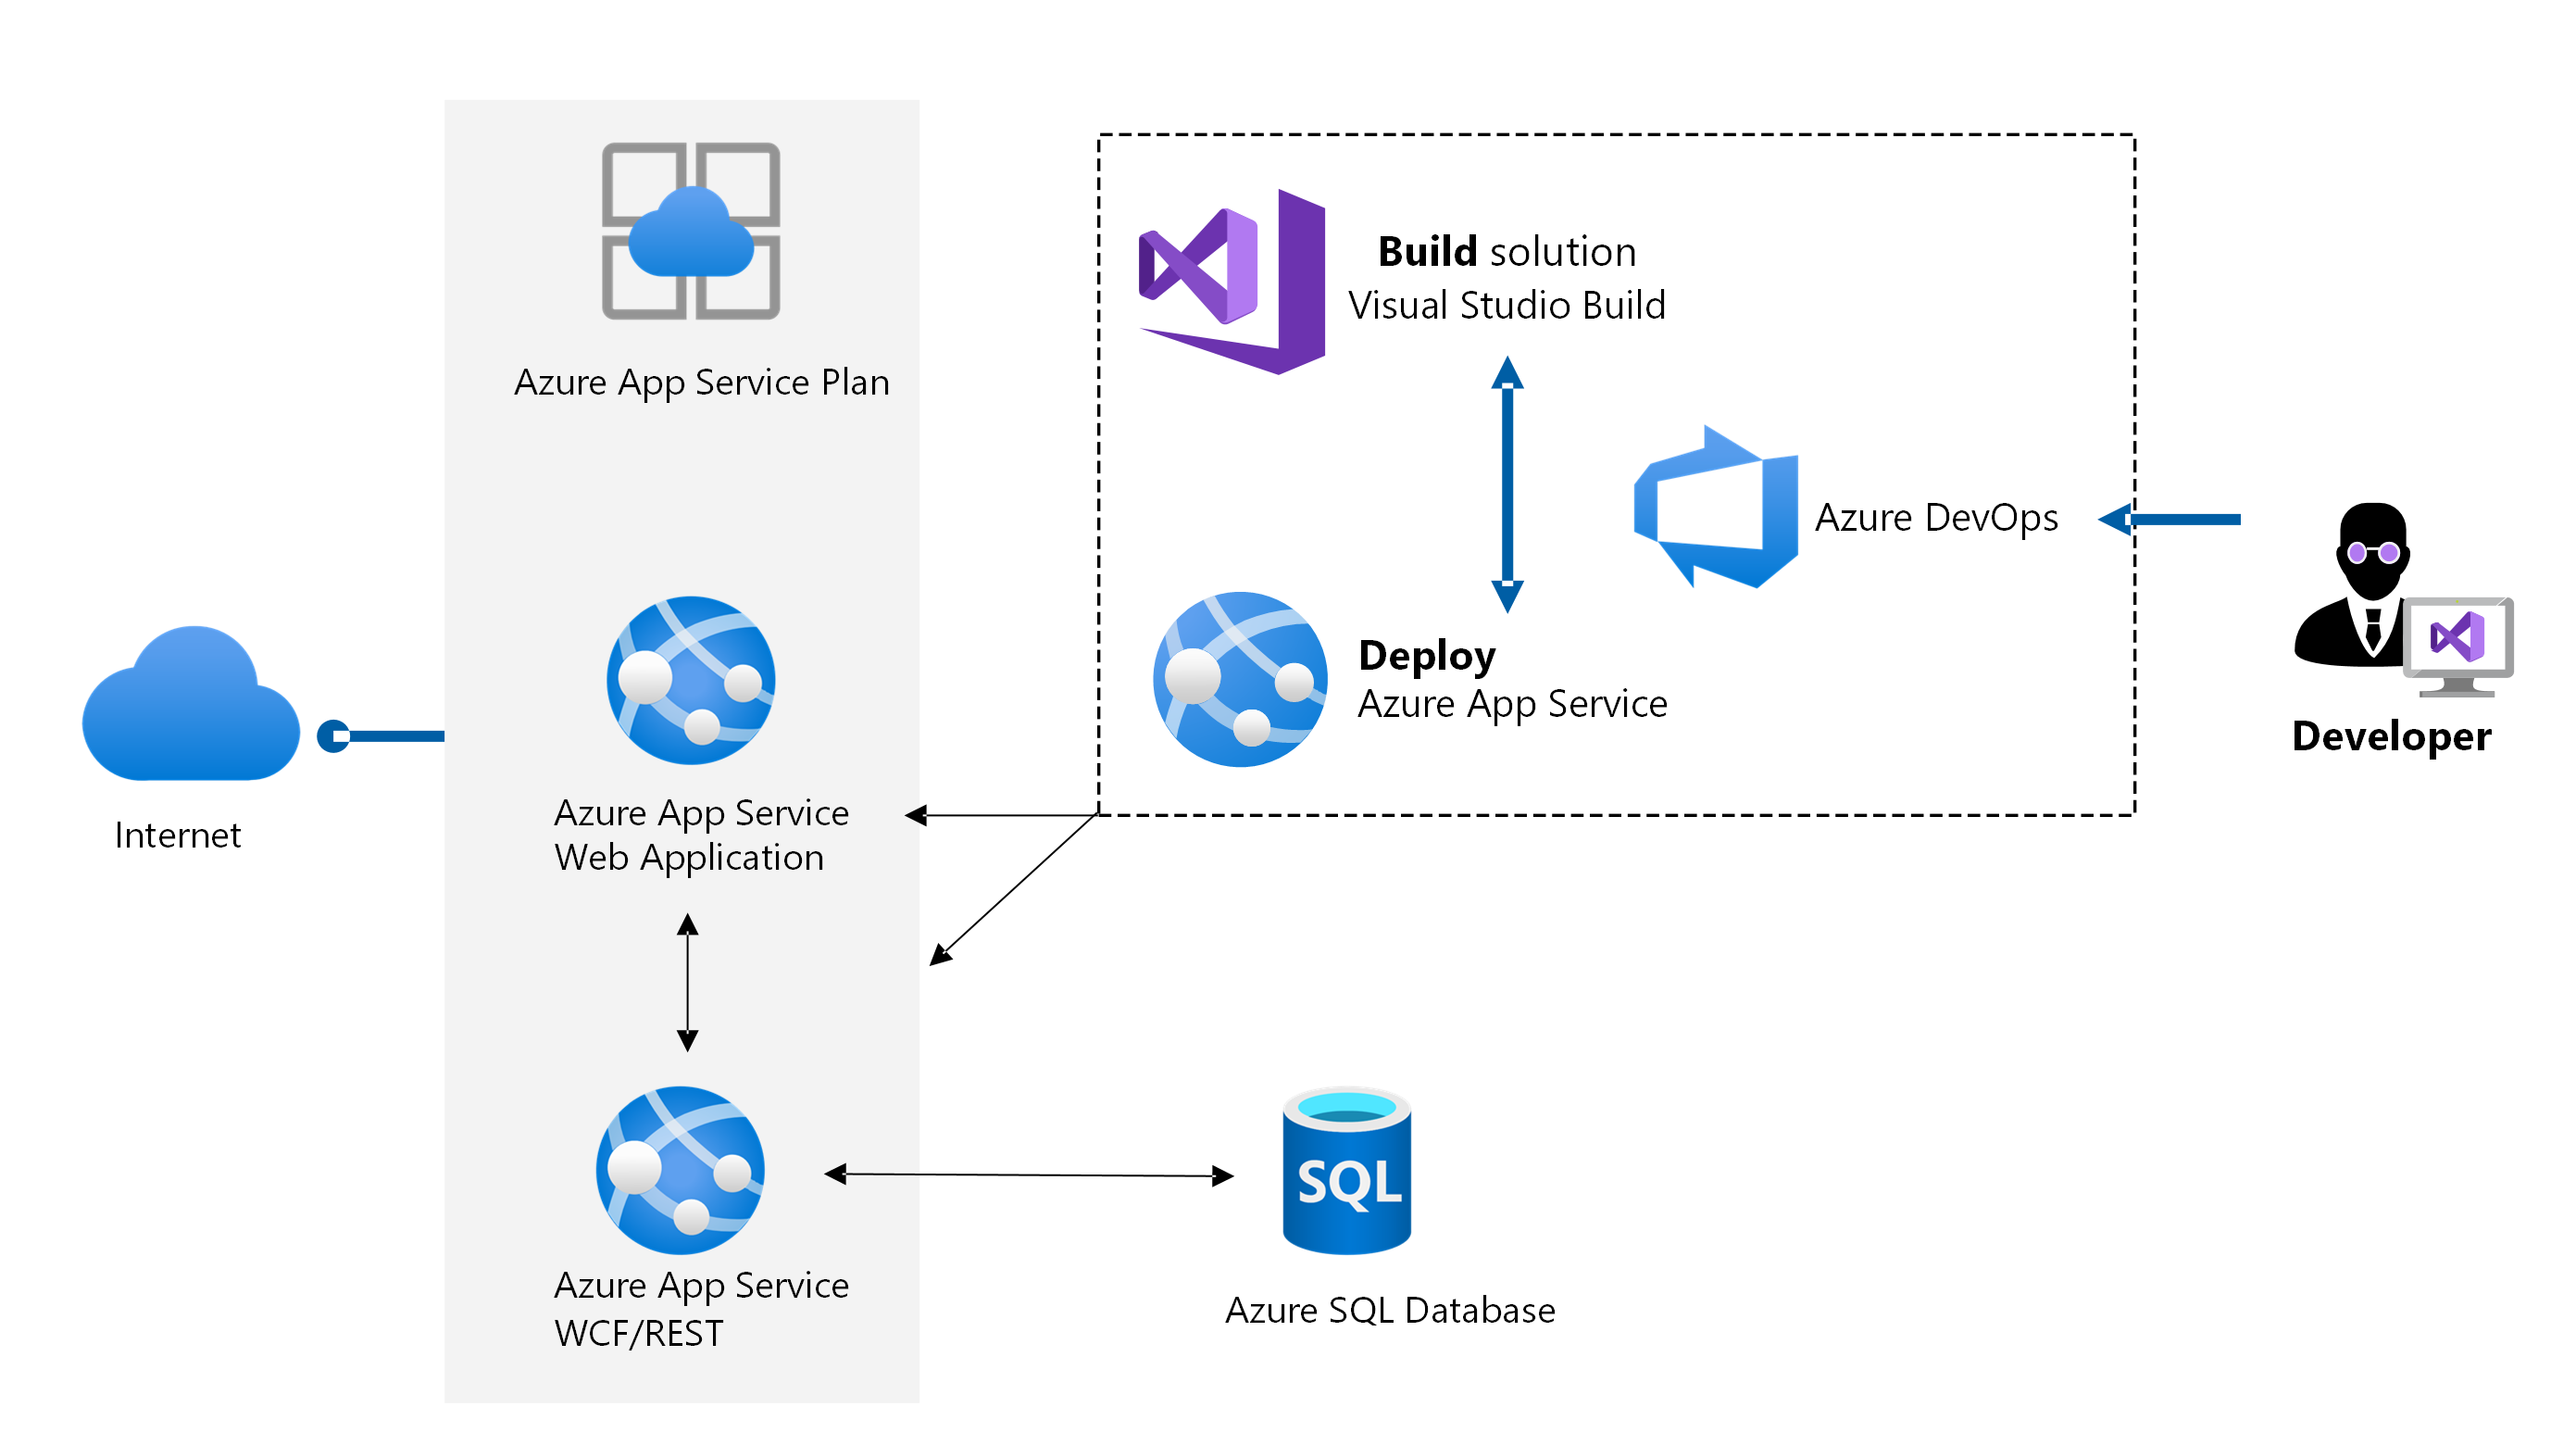 Azure App Service Plan
Internet
Azure App Service
Web Application
Azure App Service
WCF/REST
Build solution
Visual Studio Build
Azure DevOps
Deploy
Azure App Service
Developer
SQL
Azure SQL Database